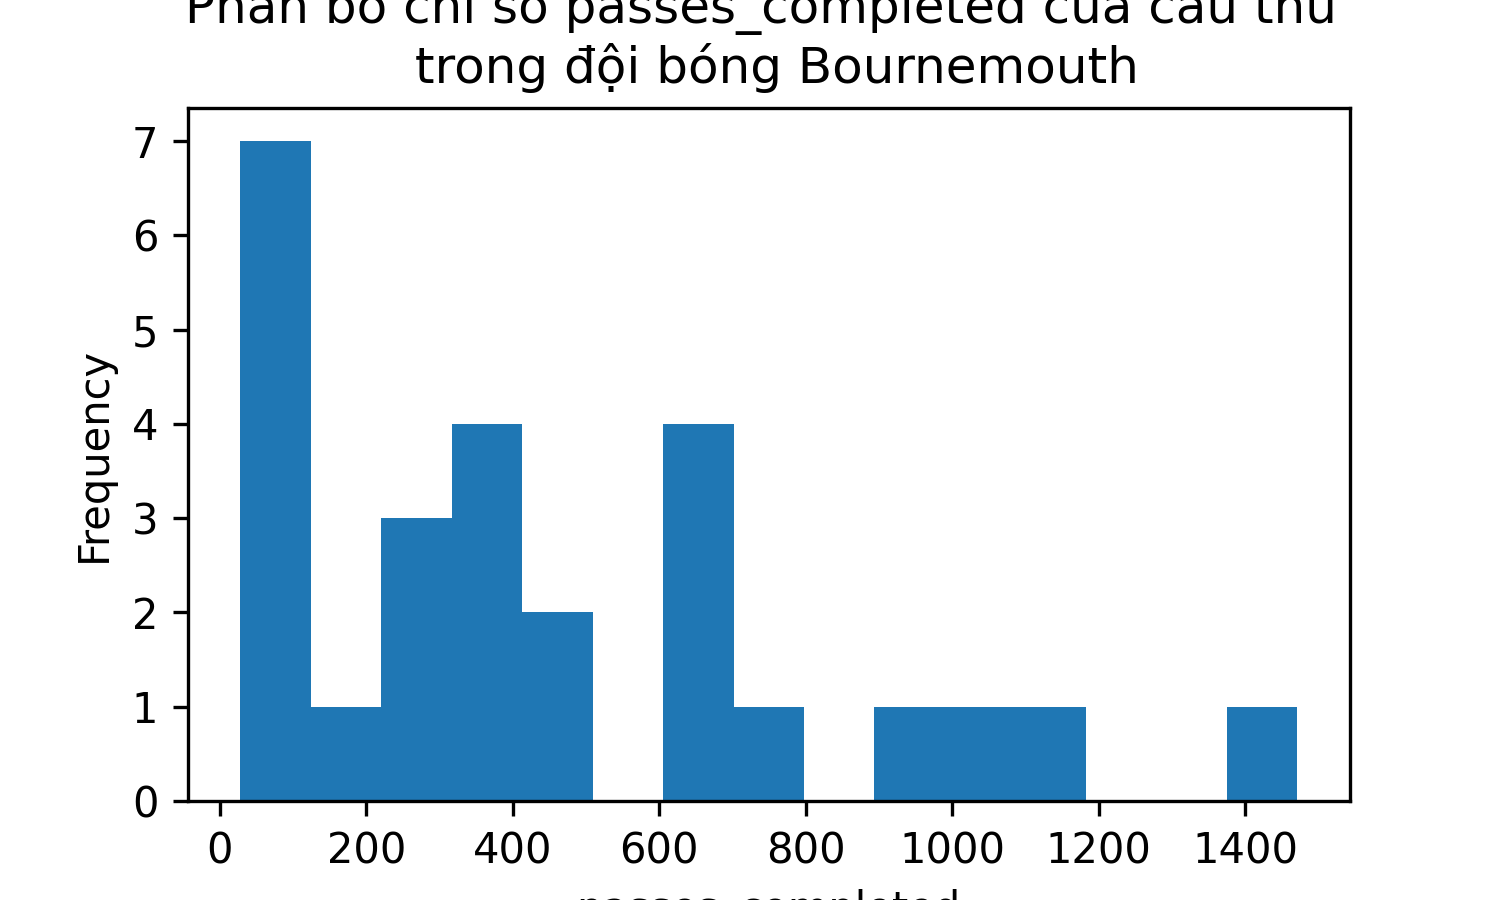 Phân bố chỉ số passes_completed của cầu thủ
trong đội bóng Bournemouth
7
6
5
4
3
2
1
0
Frequency
0 200 400 600 800 1000 1200 1400
passes_completed